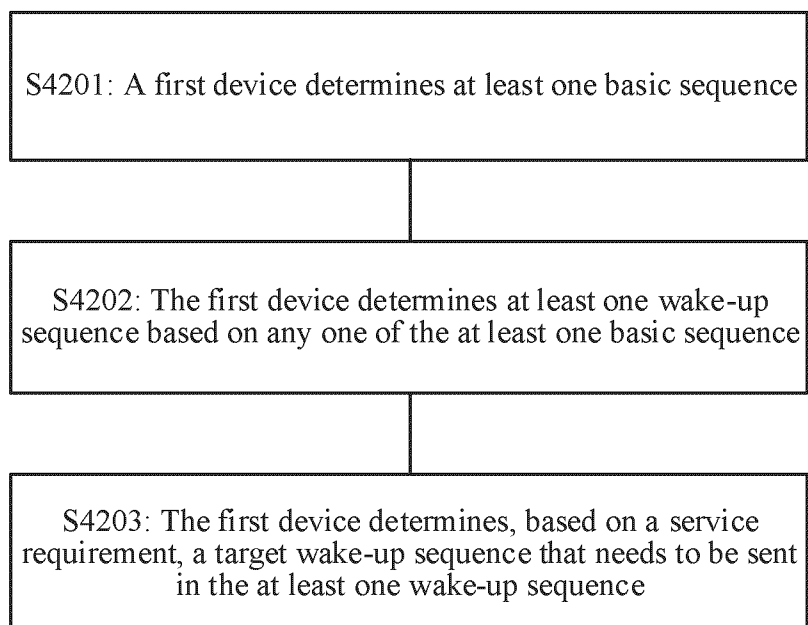 S4201: A first device determines at least one basic sequence
S4202: The first device determines at least one wake-up
sequence based on any one of the at least one basic sequence
S4203: The first device determines, based on a service
requirement, a target wake-up sequence that needs to be sent
in the at least one wake-up sequence